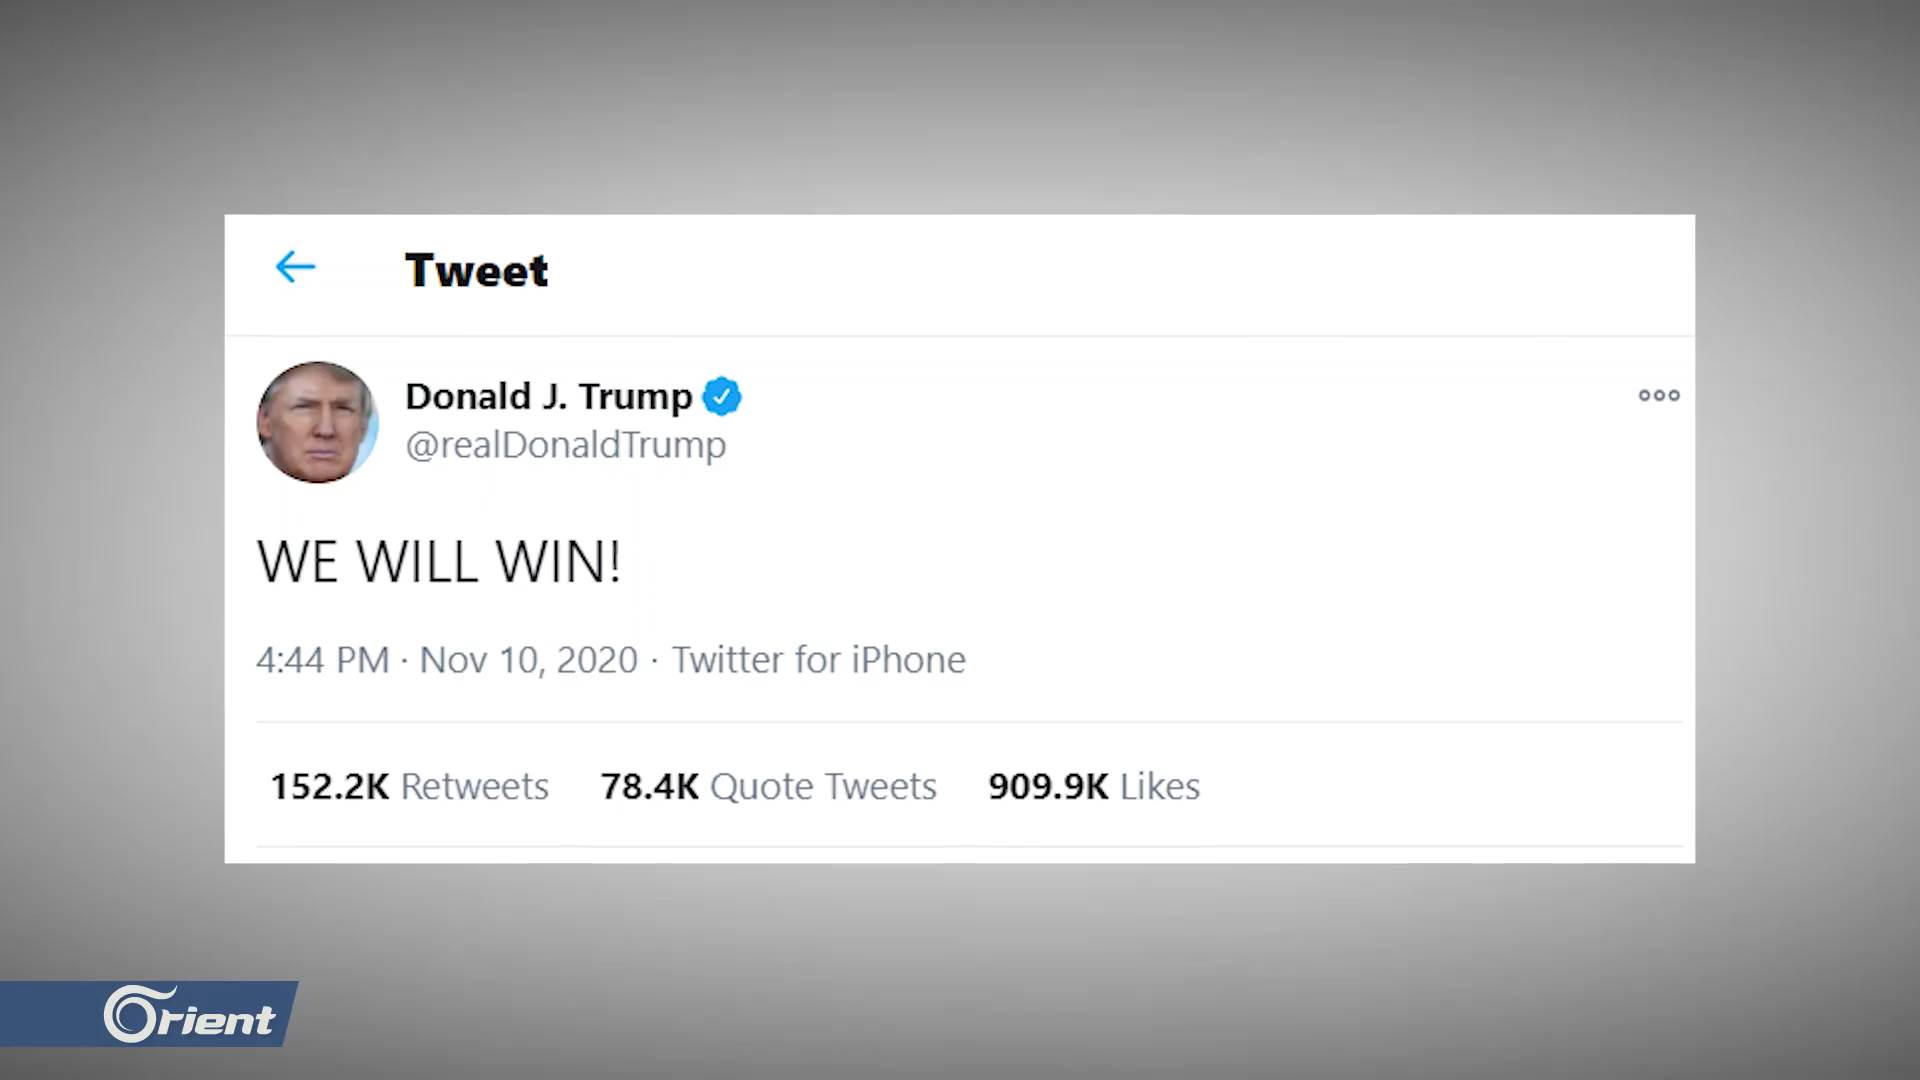 Tweet
Donald J. Trump
@realDonaldTrump
WE WILL WIN!
4:44 PM · Nov 10, 2020 · Twitter for iPhone
152.2K Retweets 78.4K Quote Tweets 909.9K Likes
Orient